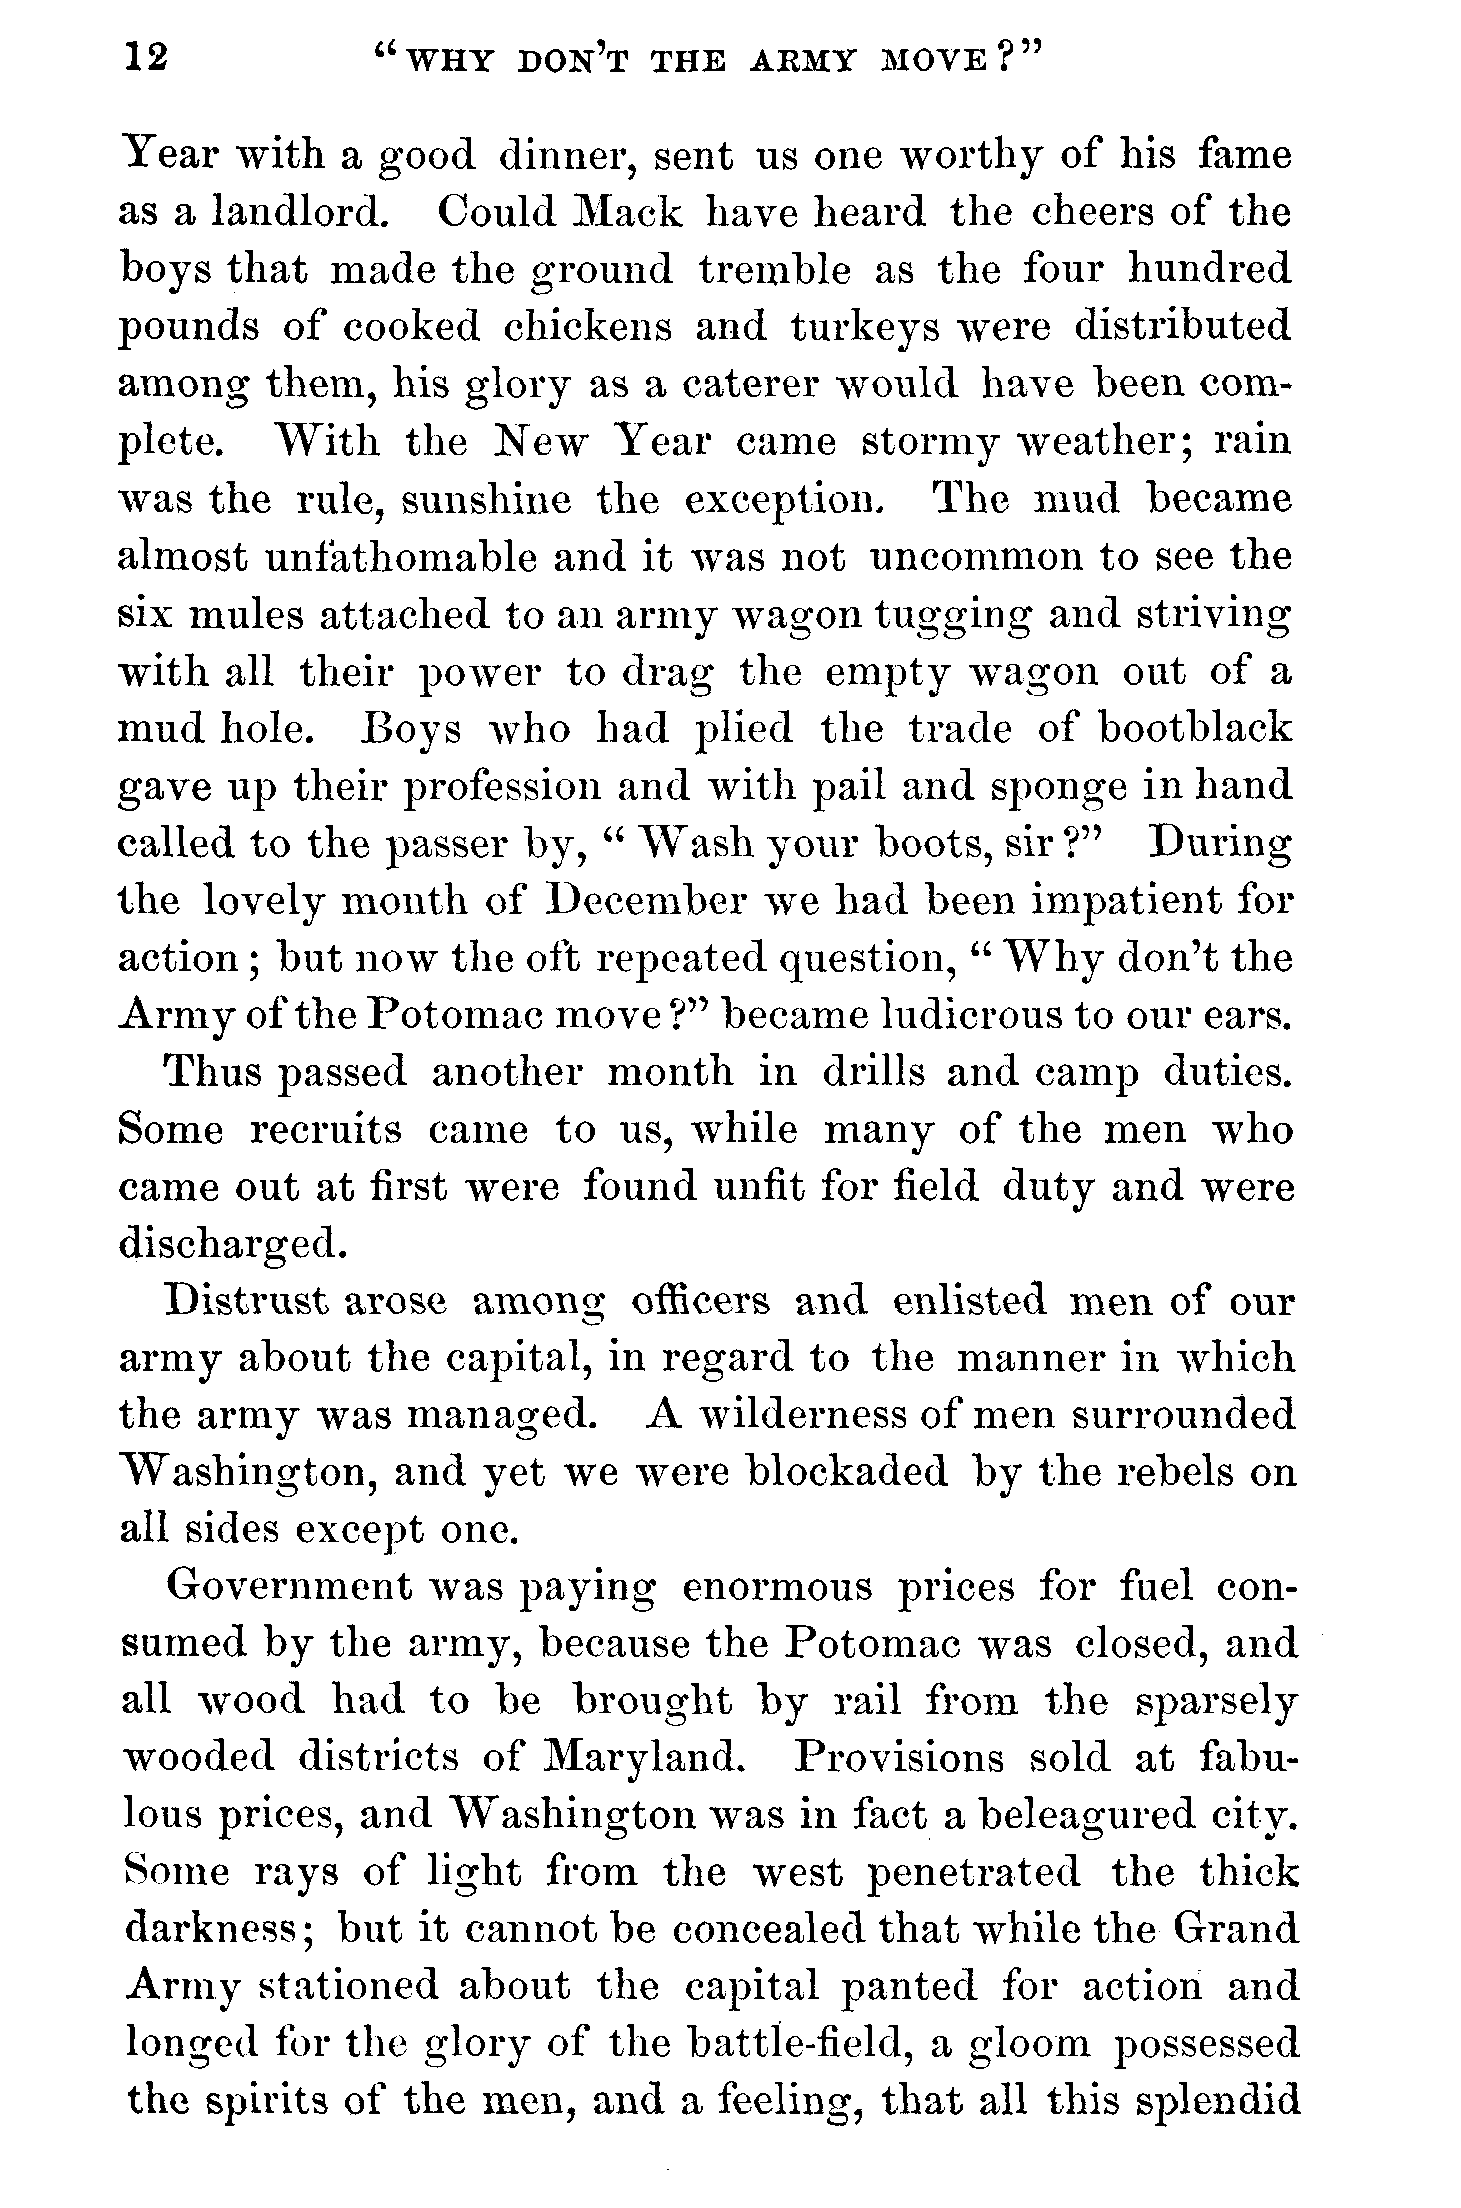 12 “WHY DON’T THE ARMY MOVE?”
Year with a good dinner, sent us one worthy of his fame
as a landlord. Could Mack have heard the cheers of the
boys that made the ground tremble as the four hundred
pounds of cooked chickens and turkeys were distributed
among them, his glory as a caterer would have been com-
plete. With the New Year came stormy weather; rain
was the rule, sunshine the exception. The mud became
almost unfathomable and it was not uncommon to see the
six mules attached to an army wagon tugging and striving
with all their power to drag the empty wagon out of a
mud hole. Boys who had plied the trade of bootblack
gave up their profession and with pail and sponge in hand
called to the passer by, “ Wash your boots, sir ?” During
the lovely month of December we had been impatient for
action ; but now the oft repeated question, “ Why don’t the
Army of the Potomac move ?” became ludicrous to our ears.
Thus passed another month in drills and camp duties.
Some recruits came to us, while many of the men who
came out at first were found unfit for field duty and were
discharged.
Distrust arose among officers and enlisted men of our
army about the capital, in regard to the manner in which
the army was managed. A wilderness of men surrounded
Washington, and yet we were blockaded by the rebels on
all sides except one.
Government was paying enormous prices for fuel con-
sumed by the army, because the Potomac was closed, and
all wood had to be brought by rail from the sparsely
wooded districts of Maryland. Provisions sold at fabu-
lous prices, and Washington was in fact a beleagured city.
Some rays of light from the west penetrated the thick
darkness; but it cannot be concealed that while the Grand
Army stationed about the capital panted for action and
longed for the glory of the battle-field, a gloom possessed
the spirits of the men, and a feeling, that all this splendid